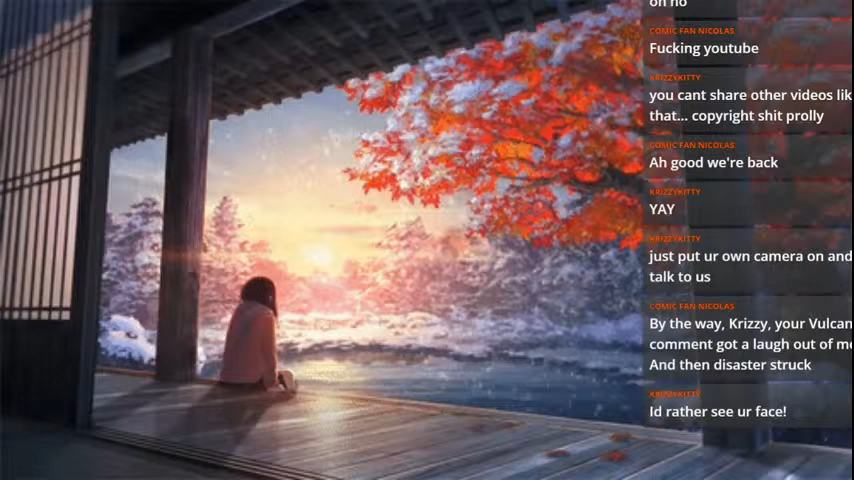 oh no
COMIC FAN NICOLAS
Fucking youtube
KRIZZYKITTY
you cant share other videos lik
that... copyright shit prolly
COMIC FAN NICOLAS
Ah good we're back
KRIZZYKITTY
YAY
KRIZZYKITTY
just put ur own camera on and
talk to us
COMIC FAN NICOLAS
By the way, Krizzy, your Vulcan
comment got a laugh out of m
And then disaster struck
KRIZZYKITTY
Id rather see ur face!